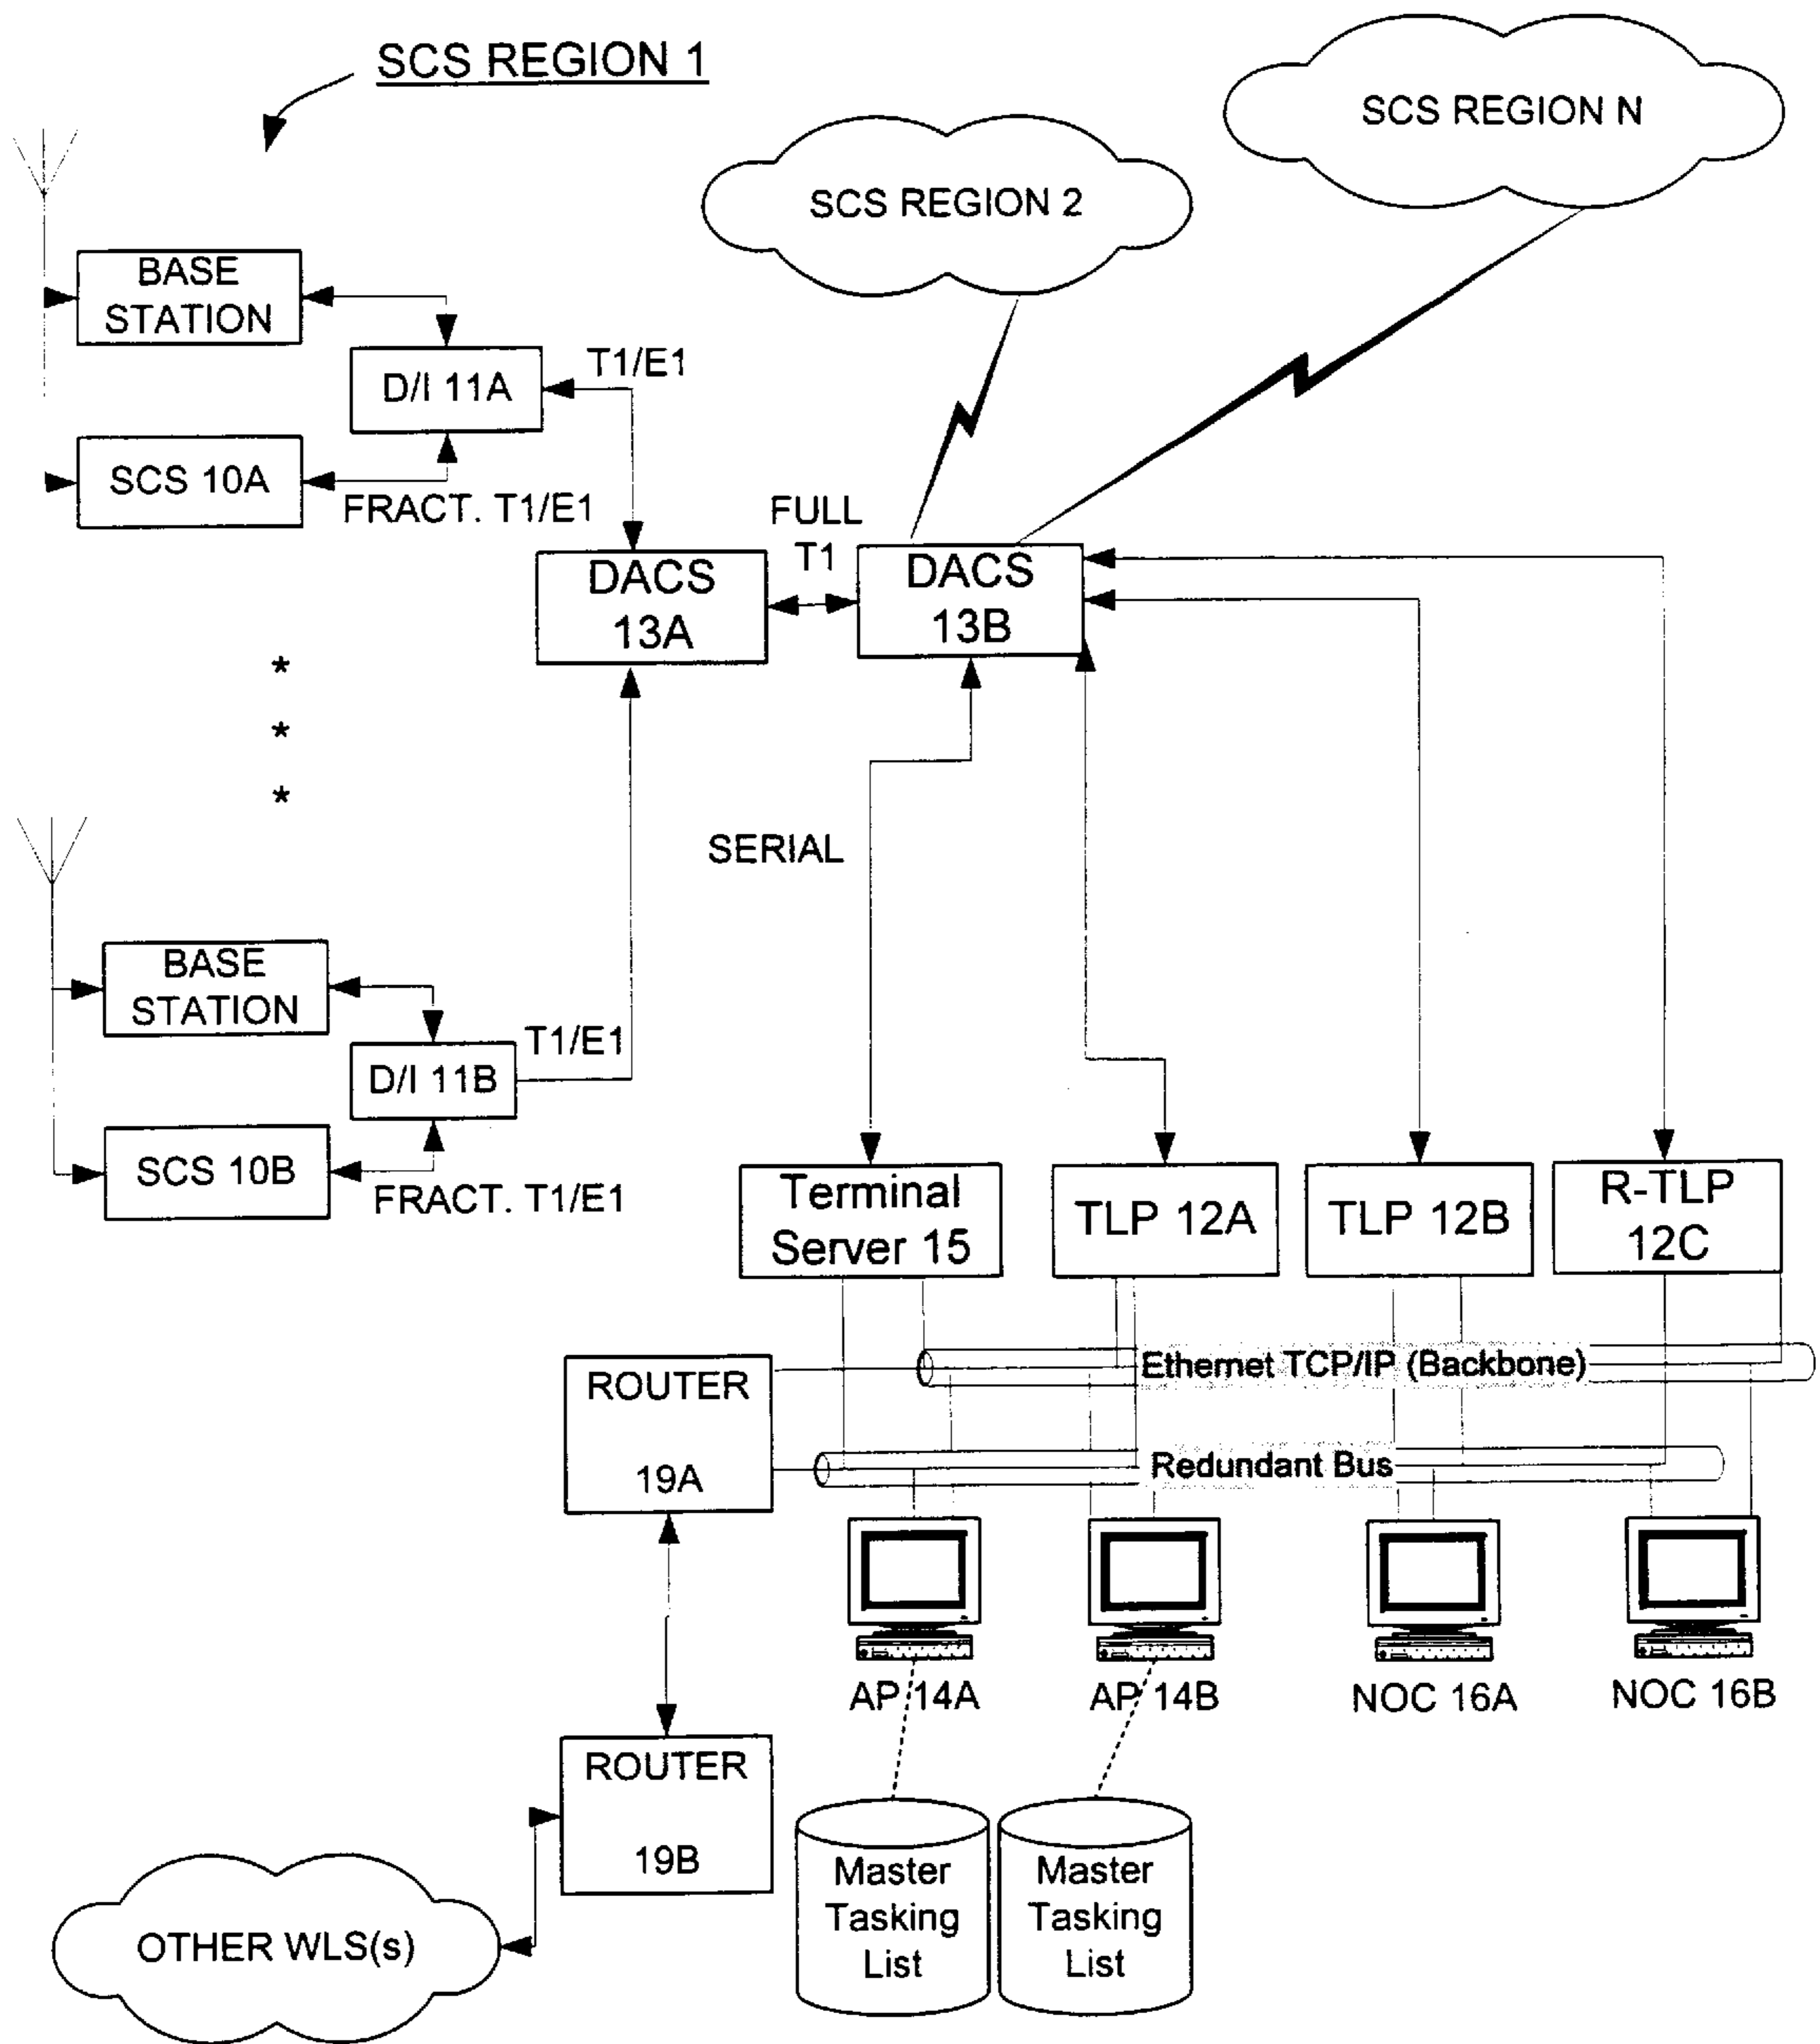 SCS REGION 1
SCS REGION N
SCS REGION 2
BASE
STATION
D/I 11A
T1/E1
SCS 10A
FRACT. T1/E1
FULL
T1
DACS
13A
DACS
13B
*
*
*
SERIAL
BASE
STATION
D/I 11B
T1/E1
SCS 10B
FRACT. T1/E1
Terminal
Server 15
TLP 12A
TLP 12B
R-TLP
12C
Ethernet TCP/IP (Backbone)
ROUTER
19A
Redundant Bus
AP 14A
AP 14B
NOC 16A
NOC 16B
ROUTER
19B
Master
Tasking
List
Master
Tasking
List
OTHER WLS(s)